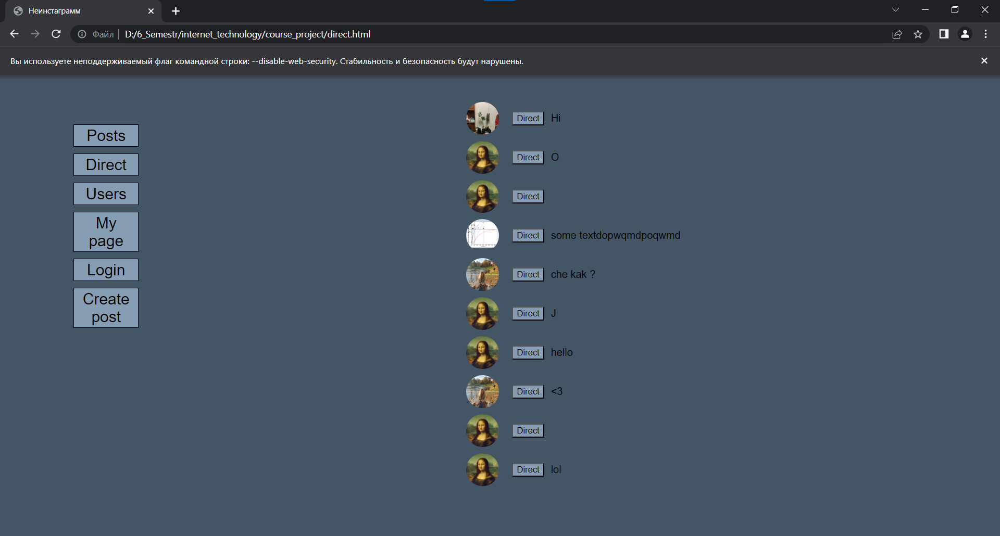 Неинстаграмм
Файл | D:/6_Semestr/internet_technology/course_project/direct.html
Вы используете неподдерживаемый флаг командной строки: --disable-web-security. Стабильность и безопасность будут нарушены.
Posts
Direct
Users
My
page
Login
Create
post
Direct Hi
Direct O
Direct
Direct some textdopwqmdpoqwmd
Direct che kak ?
Direct J
Direct hello
Direct <3
Direct
Direct lol